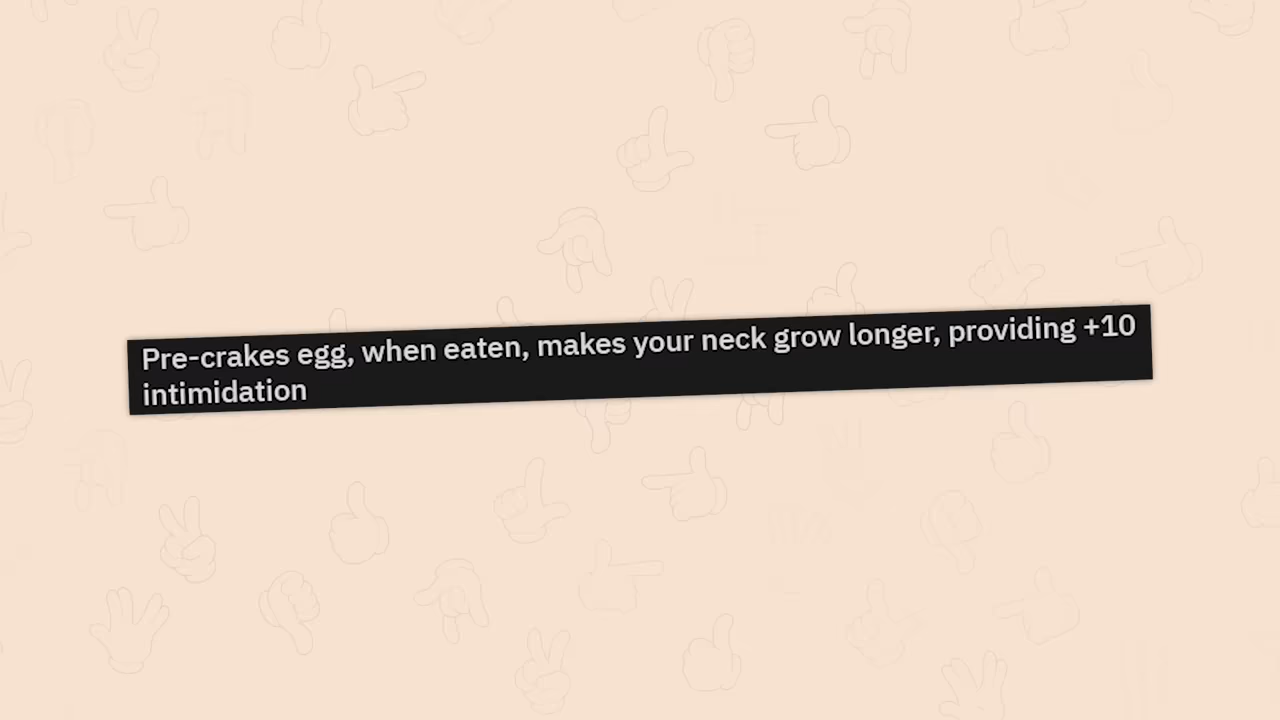 Pre-crakes egg, when eaten, makes your neck grow longer, providing +10
intimidation